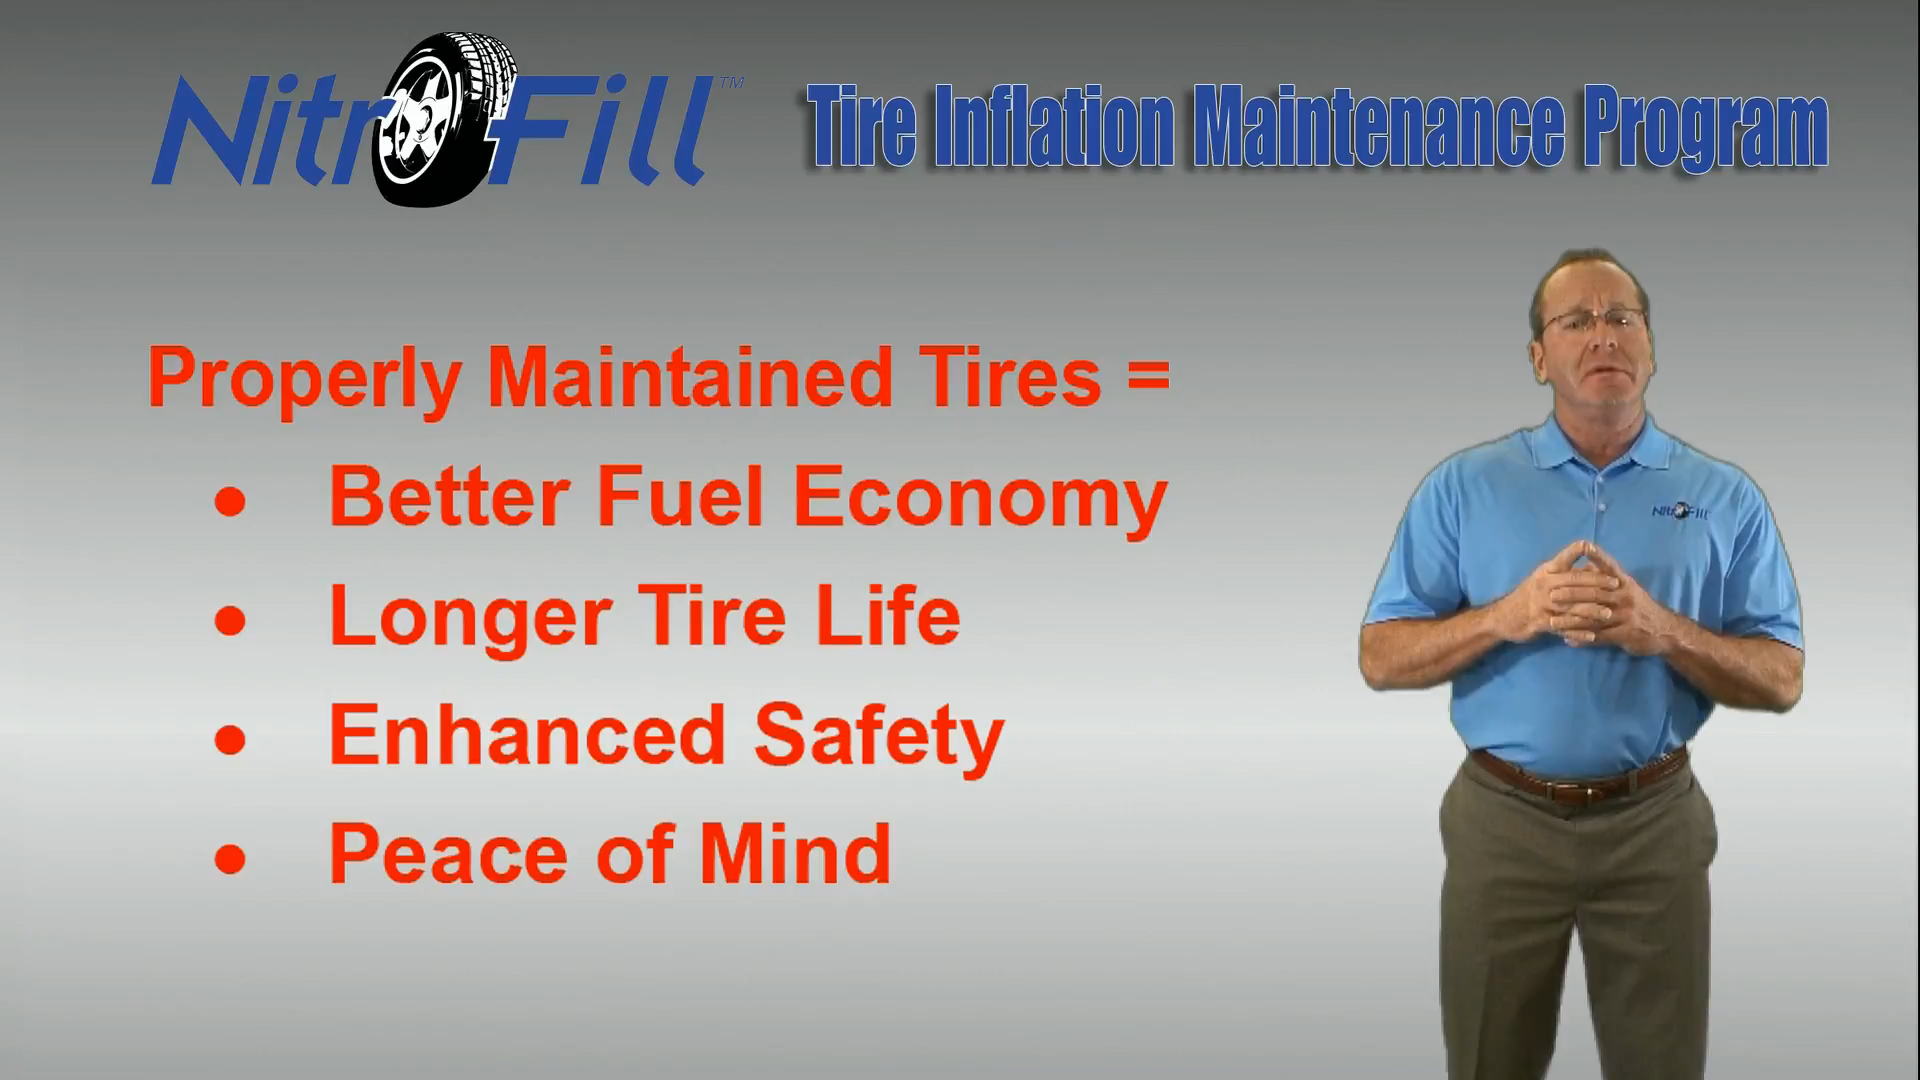 NitroFill™
Tire Inflation Maintenance Program
Properly Maintained Tires =
• Better Fuel Economy
• Longer Tire Life
• Enhanced Safety
• Peace of Mind
NitroFill